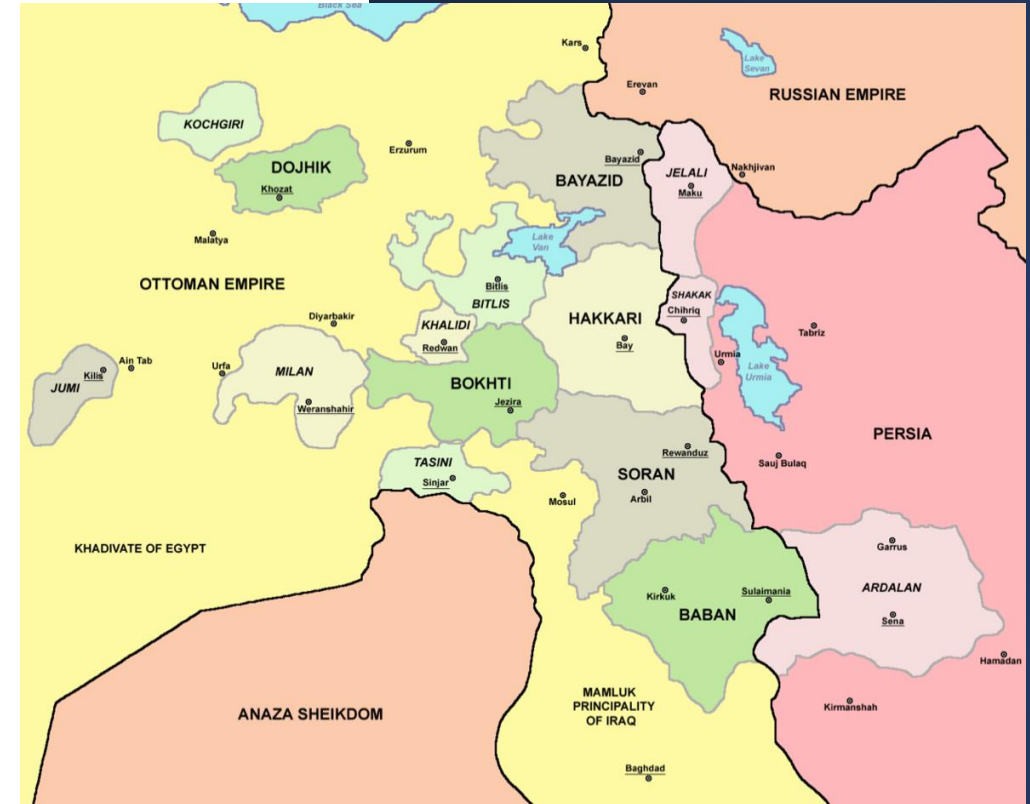 Black Sea
Kars
Lake
Sevan
Erevan
RUSSIAN EMPIRE
KOCHGIRI
Erzurum
DOJHIK
Khozat
Bayazid
BAYAZID
JELALI
Maku
Nakhjivan
Malatya
Lake
Van
OTTOMAN EMPIRE
Bitlis
BITLIS
SHAKAK
Chihriq
Diyarbakir
KHALIDI
Redwan
HAKKARI
Bay
Tabriz
Urmia
Lake
Urmia
JUMI
Kilis
Ain Tab
Urfa
MILAN
Weranshahir
BOKHTI
Jezira
PERSIA
TASINI
Sinjar
Rewanduz
SORAN
Arbil
Sauj Bulaq
Mosul
KHADIVATE OF EGYPT
Garrus
ARDALAN
Sena
Kirkuk
Sulaimania
BABAN
Hamadan
MAMLUK
PRINCIPALITY
OF IRAQ
Kirmanshah
ANAZA SHEIKDOM
Baghdad